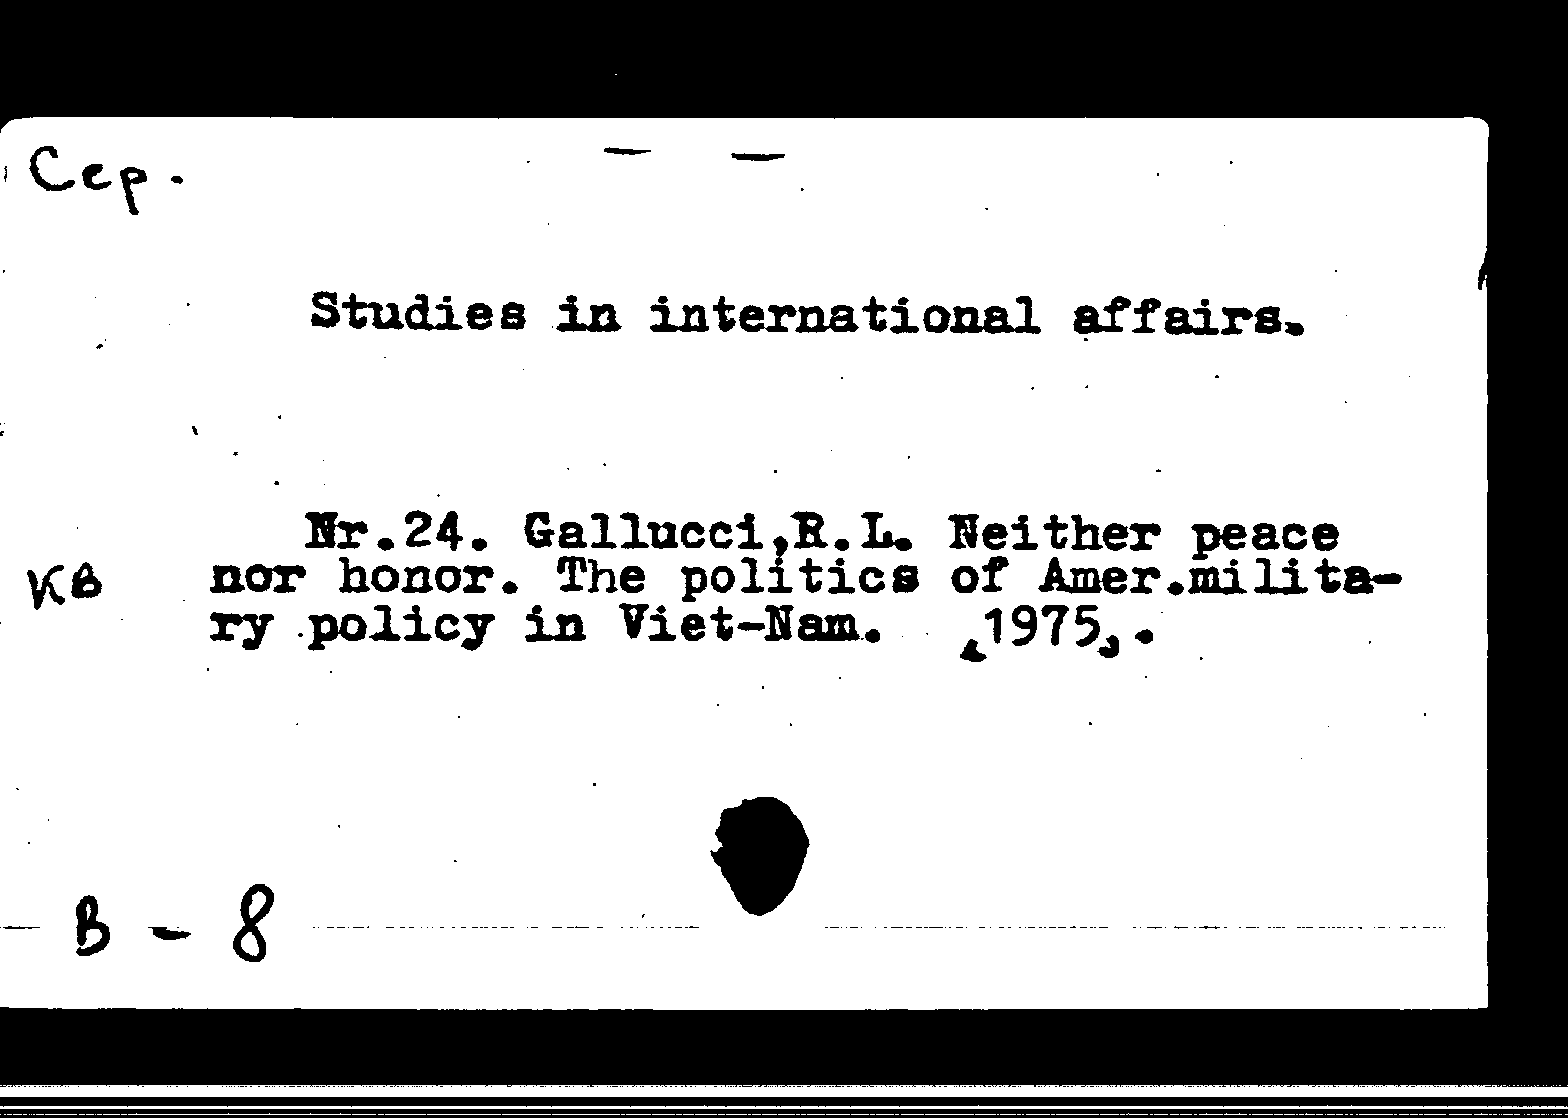 Сер.
Studies in international affairs.
Nr.24. Gallucci,R.L. Neither peace
КВ nor honor. The politics of Amer.milita-
ry policy in Viet-Nam. [1975].
В - 8